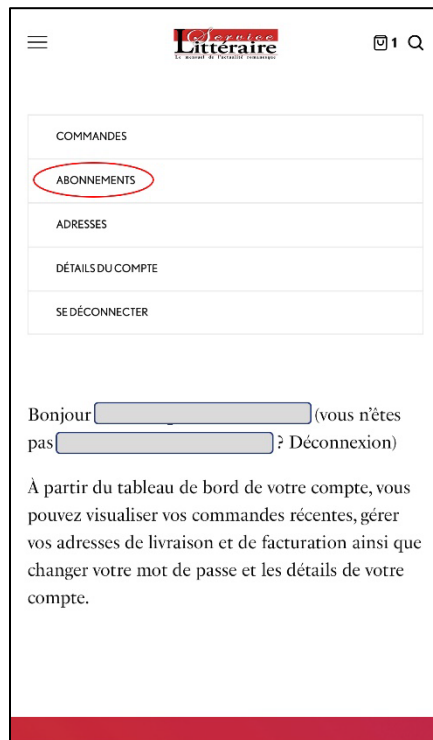 Service
Littéraire
Le mensuel de l'actualité romanesque
1
COMMANDES
ABONNEMENTS
ADRESSES
DÉTAILS DU COMPTE
SE DÉCONNECTER
Bonjour (vous n'êtes
pas ? Déconnexion)
À partir du tableau de bord de votre compte, vous
pouvez visualiser vos commandes récentes, gérer
vos adresses de livraison et de facturation ainsi que
changer votre mot de passe et les détails de votre
compte.